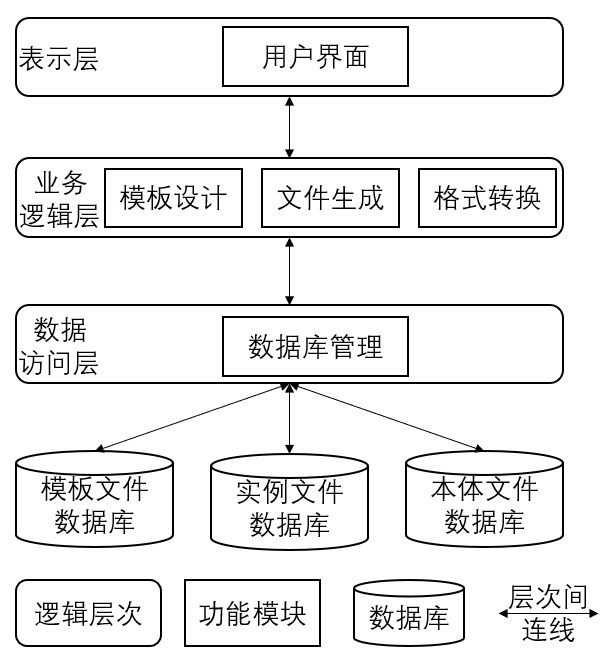 表示层
用户界面
业务
逻辑层
模板设计
文件生成
格式转换
数据
访问层
数据库管理
模板文件
数据库
实例文件
数据库
本体文件
数据库
逻辑层次
功能模块
数据库
层次间
连线